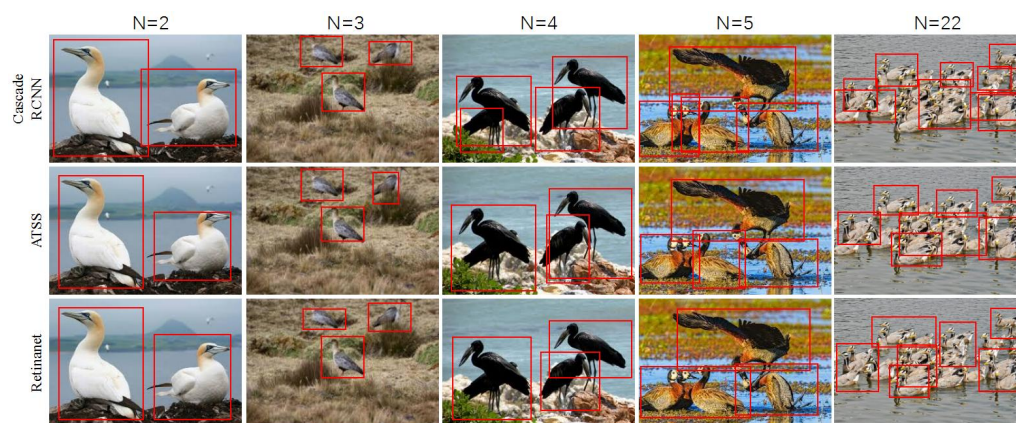 N=2 N=3 N=4 N=5 N=22
Cascade
RCNN
ATSS
Retinanet